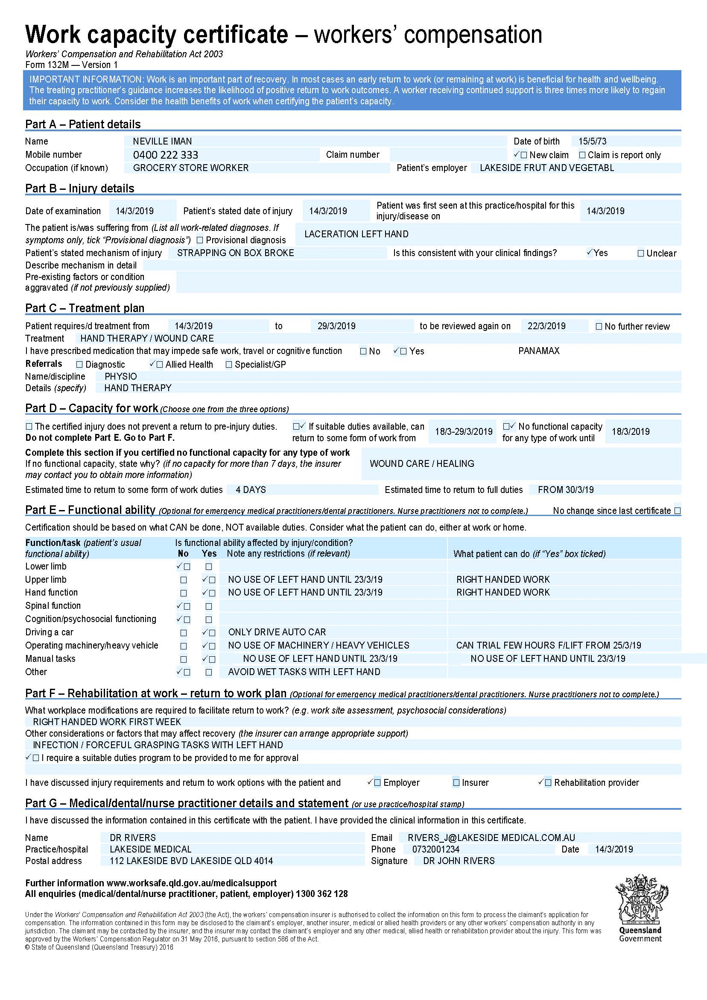 Work capacity certificate – workers' compensation
Workers' Compensation and Rehabilitation Act 2003
Form 132M — Version 1
IMPORTANT INFORMATION: Work is an important part of recovery. In most cases an early return to work (or remaining at work) is beneficial for health and wellbeing.
The treating practitioner's guidance increases the likelihood of positive return to work outcomes. A worker receiving continued support is three times more likely to regain
their capacity to work. Consider the health benefits of work when certifying the patient's capacity.
Part A – Patient details
Name NEVILLE IMAN Date of birth 15/5/73
Mobile number 0400 222 333 Claim number ✓☐ New claim ☐ Claim is report only
Occupation (if known) GROCERY STORE WORKER Patient's employer LAKESIDE FRUT AND VEGETABL
Part B – Injury details
Date of examination 14/3/2019 Patient's stated date of injury 14/3/2019 Patient was first seen at this practice/hospital for this
injury/disease on 14/3/2019
The patient is/was suffering from (List all work-related diagnoses. If
symptoms only, tick "Provisional diagnosis") ☐ Provisional diagnosis LACERATION LEFT HAND
Patient's stated mechanism of injury STRAPPING ON BOX BROKE Is this consistent with your clinical findings? ✓Yes ☐ Unclear
Describe mechanism in detail
Pre-existing factors or condition
aggravated (if not previously supplied)
Part C – Treatment plan
Patient requires/d treatment from 14/3/2019 to 29/3/2019 to be reviewed again on 22/3/2019 ☐ No further review
Treatment HAND THERAPY / WOUND CARE
I have prescribed medication that may impede safe work, travel or cognitive function ☐ No ✓☐ Yes PANAMAX
Referrals ☐ Diagnostic ✓☐ Allied Health ☐ Specialist/GP
Name/discipline PHYSIO
Details (specify) HAND THERAPY
Part D – Capacity for work (Choose one from the three options)
☐ The certified injury does not prevent a return to pre-injury duties.
Do not complete Part E. Go to Part F.
☐✓ If suitable duties available, can
return to some form of work from 18/3-29/3/2019
☐✓ No functional capacity
for any type of work until 18/3/2019
Complete this section if you certified no functional capacity for any type of work
If no functional capacity, state why? (if no capacity for more than 7 days, the insurer
may contact you to obtain more information) WOUND CARE / HEALING
Estimated time to return to some form of work duties 4 DAYS Estimated time to return to full duties FROM 30/3/19
Part E – Functional ability (Optional for emergency medical practitioners/dental practitioners. Nurse practitioners not to complete.) No change since last certificate ☐
Certification should be based on what CAN be done, NOT available duties. Consider what the patient can do, either at work or home.
Function/task (patient's usual
functional ability)
Is functional ability affected by injury/condition?
No Yes Note any restrictions (if relevant) What patient can do (if "Yes" box ticked)
Lower limb ✓☐ ☐
Upper limb ☐ ✓☐ NO USE OF LEFT HAND UNTIL 23/3/19 RIGHT HANDED WORK
Hand function ☐ ✓☐ NO USE OF LEFT HAND UNTIL 23/3/19 RIGHT HANDED WORK
Spinal function ✓☐ ☐
Cognition/psychosocial functioning ✓☐ ☐
Driving a car ☐ ✓☐ ONLY DRIVE AUTO CAR
Operating machinery/heavy vehicle ☐ ✓☐ NO USE OF MACHINERY / HEAVY VEHICLES CAN TRIAL FEW HOURS F/LIFT FROM 25/3/19
Manual tasks ☐ ✓☐ NO USE OF LEFT HAND UNTIL 23/3/19 NO USE OF LEFT HAND UNTIL 23/3/19
Other ✓☐ ☐ AVOID WET TASKS WITH LEFT HAND
Part F – Rehabilitation at work – return to work plan (Optional for emergency medical practitioners/dental practitioners. Nurse practitioners not to complete.)
What workplace modifications are required to facilitate return to work? (e.g. work site assessment, psychosocial considerations)
RIGHT HANDED WORK FIRST WEEK
Other considerations or factors that may affect recovery (the insurer can arrange appropriate support)
INFECTION / FORCEFUL GRASPING TASKS WITH LEFT HAND
✓☐ I require a suitable duties program to be provided to me for approval
I have discussed injury requirements and return to work options with the patient and ✓☐ Employer ☐ Insurer ✓☐ Rehabilitation provider
Part G – Medical/dental/nurse practitioner details and statement (or use practice/hospital stamp)
I have discussed the information contained in this certificate with the patient. I have provided the clinical information in this certificate.
Name DR RIVERS Email RIVERS_J@LAKESIDE MEDICAL.COM.AU
Practice/hospital LAKESIDE MEDICAL Phone 0732001234 Date 14/3/2019
Postal address 112 LAKESIDE BVD LAKESIDE QLD 4014 Signature DR JOHN RIVERS
Further information www.worksafe.qld.gov.au/medicalsupport
All enquiries (medical/dental/nurse practitioner, patient, employer) 1300 362 128
Under the Workers' Compensation and Rehabilitation Act 2003 (the Act), the workers' compensation insurer is authorised to collect the information on this form to process the claimant's application for
compensation. The information contained in this form may be disclosed to the claimant's employer, another insurer, medical or allied health providers or any other workers' compensation authority in any
jurisdiction. The claimant may be contacted by the insurer, and the insurer may contact the claimant's employer and any other medical, allied health or rehabilitation provider about the injury. This form was
approved by the Workers' Compensation Regulator on 31 May 2016, pursuant to section 586 of the Act.
© State of Queensland (Queensland Treasury) 2016
Queensland
Government